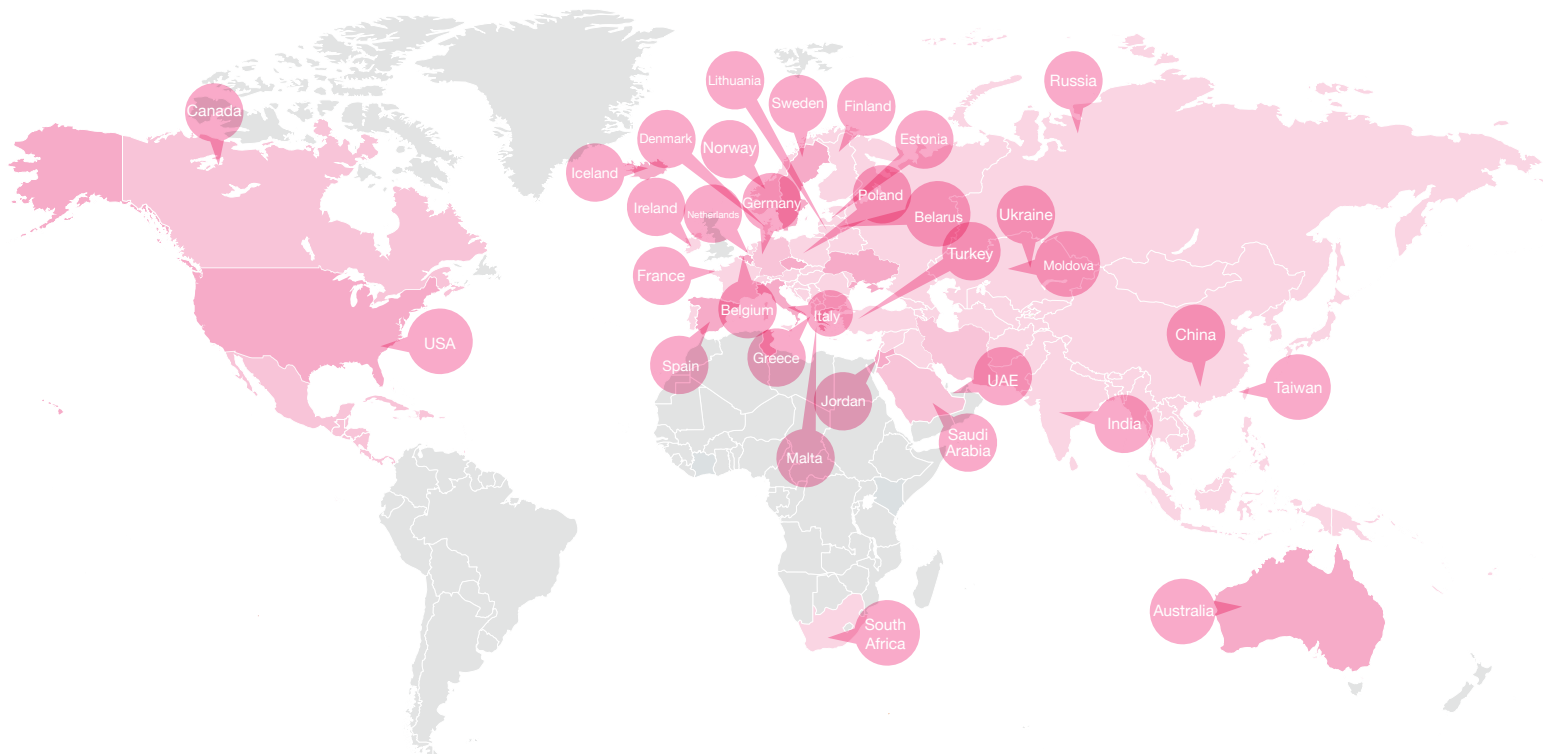 Canada
Lithuania
Sweden
Finland
Russia
Denmark
Norway
Estonia
Iceland
Ireland
Netherlands
Germany
Poland
Belarus
Ukraine
Turkey
Moldova
France
Belgium
Italy
USA
Spain
Greece
China
UAE
Taiwan
Jordan
India
Saudi
Arabia
Malta
Australia
South
Africa